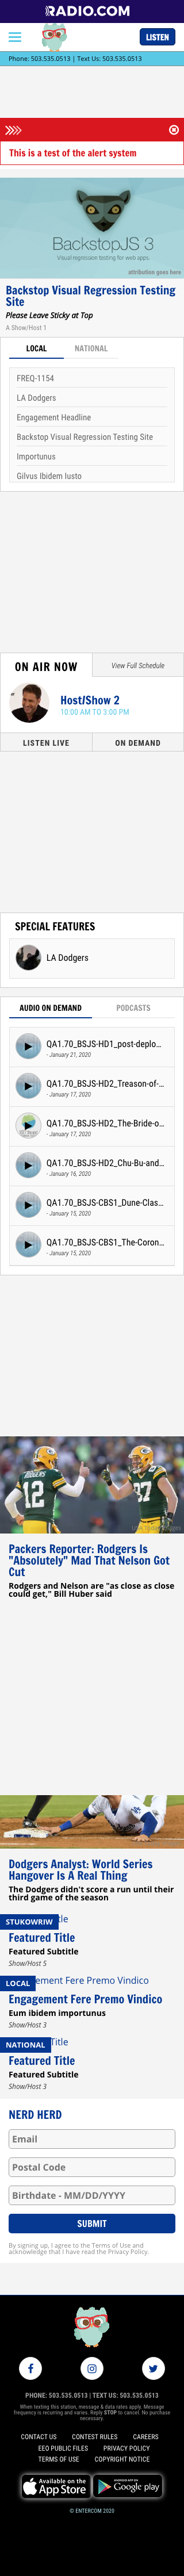 RADIO.COM
LISTEN
Phone: 503.535.0513 | Text Us: 503.535.0513
This is a test of the alert system
BackstopJS 3
Visual regression testing for web apps.
attribution goes here
Backstop Visual Regression Testing
Site
Please Leave Sticky at Top
A Show/Host 1
LOCAL NATIONAL
FREQ-1154
LA Dodgers
Engagement Headline
Backstop Visual Regression Testing Site
Importunus
Gilvus Ibidem Iusto
ON AIR NOW
View Full Schedule
Host/Show 2
10:00 AM TO 3:00 PM
LISTEN LIVE ON DEMAND
SPECIAL FEATURES
LA Dodgers
AUDIO ON DEMAND PODCASTS
QA1.70_BSJS-HD1_post-deplo...
- January 21, 2020
QA1.70_BSJS-HD2_Treason-of-...
- January 17, 2020
QA1.70_BSJS-HD2_The-Bride-o...
- January 17, 2020
QA1.70_BSJS-HD2_Chu-Bu-and...
- January 16, 2020
QA1.70_BSJS-CBS1_Dune-Clas...
- January 15, 2020
QA1.70_BSJS-CBS1_The-Coron...
- January 15, 2020
Packers Reporter: Rodgers Is
"Absolutely" Mad That Nelson Got
Cut
Rodgers and Nelson are "as close as close
could get," Bill Huber said
Dodgers Analyst: World Series
Hangover Is A Real Thing
The Dodgers didn't score a run until their
third game of the season
STUKOWRIW
Featured Title
Featured Subtitle
Show/Host 5
LOCAL
Fere Premo Vindico
Engagement Fere Premo Vindico
Eum ibidem importunus
Show/Host 3
NATIONAL
Title
Featured Title
Featured Subtitle
Show/Host 3
NERD HERD
Email
Postal Code
Birthdate - MM/DD/YYYY
SUBMIT
By signing up, I agree to the Terms of Use and
acknowledge that I have read the Privacy Policy.
PHONE: 503.535.0513 | TEXT US: 503.535.0513
When texting this station, message & data rates apply. Message
frequency is recurring and varies. Reply STOP to cancel. No purchase
necessary.
CONTACT US CONTEST RULES CAREERS
EEO PUBLIC FILES PRIVACY POLICY
TERMS OF USE COPYRIGHT NOTICE
Available on the App Store
ANDROID APP ON Google play
© ENTERCOM 2020